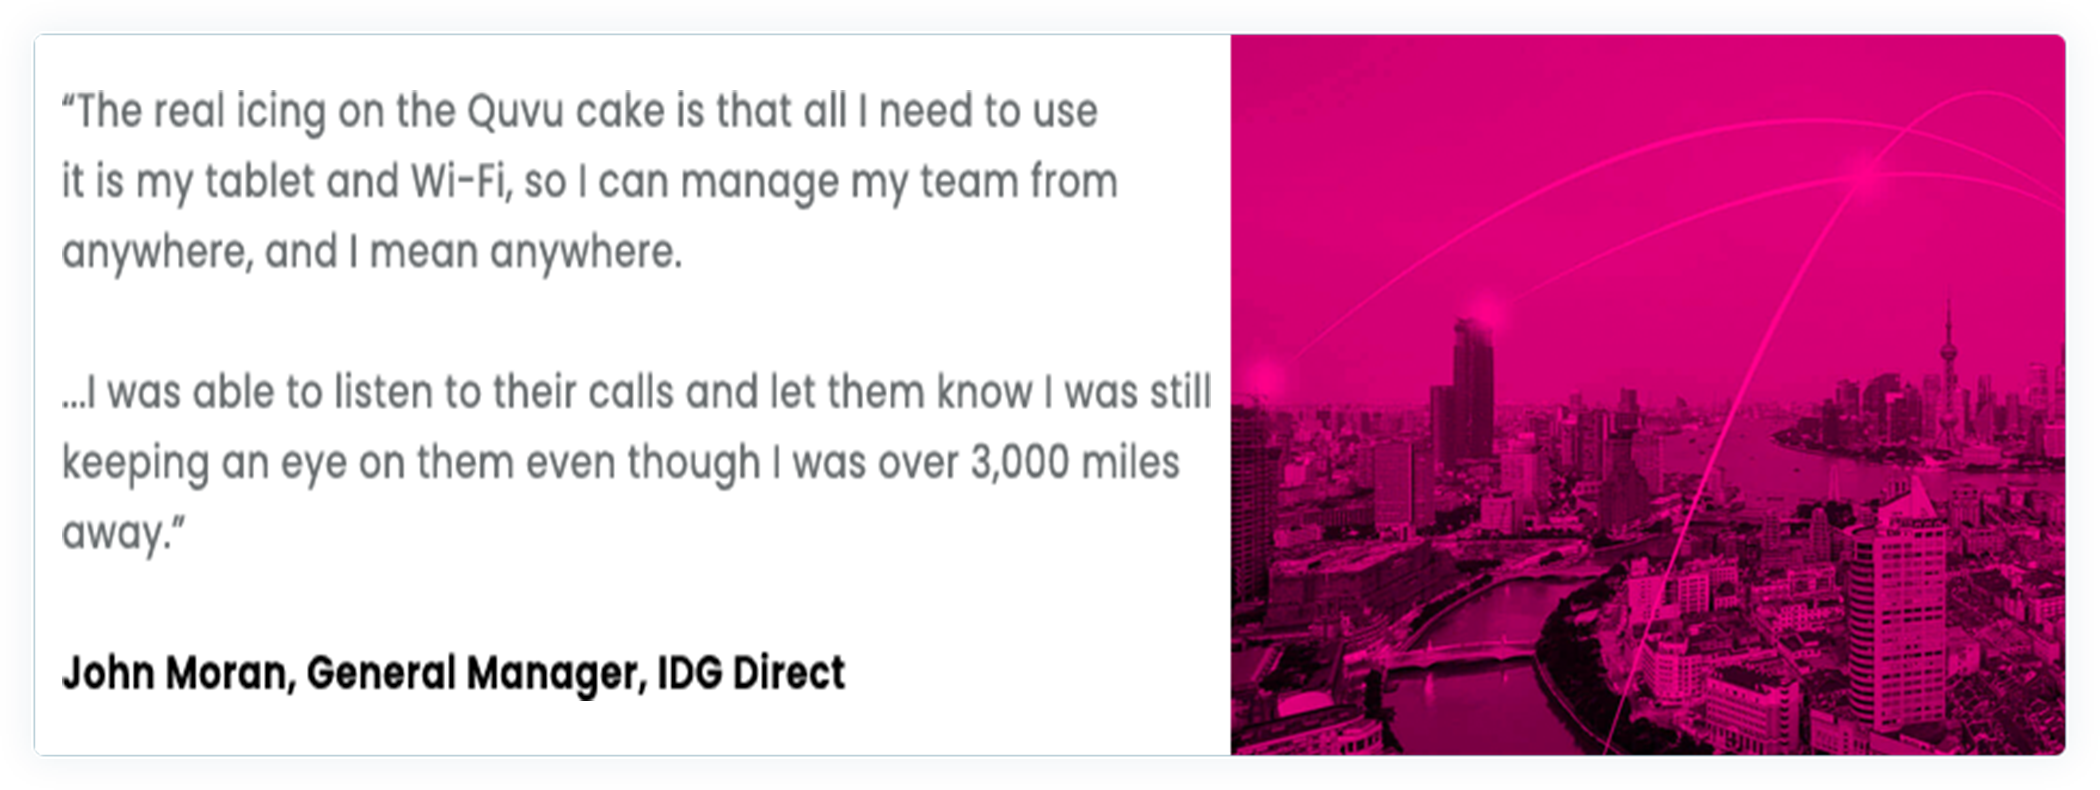 “The real icing on the Quvu cake is that all I need to use
it is my tablet and Wi-Fi, so I can manage my team from
anywhere, and I mean anywhere.
...I was able to listen to their calls and let them know I was still
keeping an eye on them even though I was over 3,000 miles
away.”
John Moran, General Manager, IDG Direct